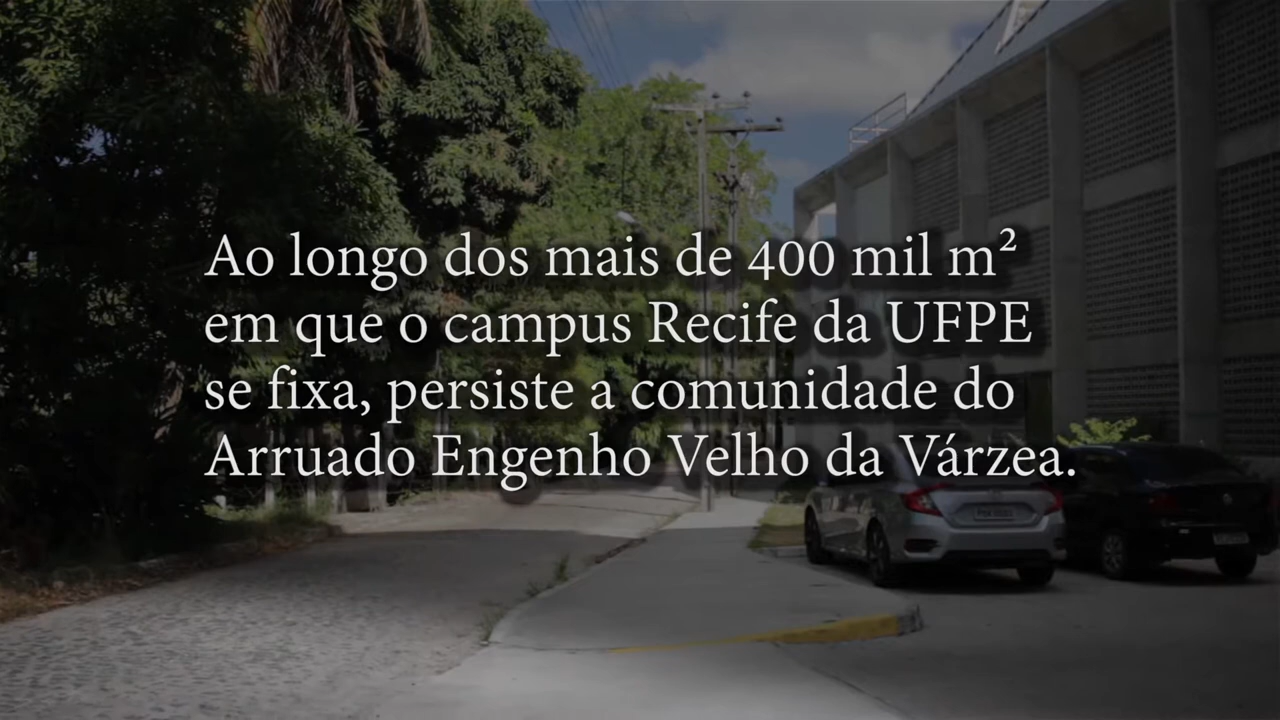 Ao longo dos mais de 400 mil m²
em que o campus Recife da UFPE
se fixa, persiste a comunidade do
Arruado Engenho Velho da Várzea.